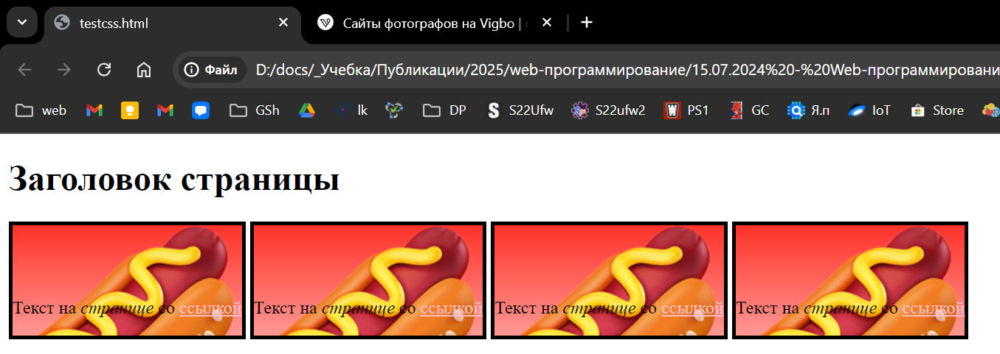 testcss.html
Сайты фотографов на Vigbo |
Файл
D:/docs/_Учебка/Публикации/2025/web-программирование/15.07.2024%20-%20Web-программировани
web GSh lk DP S22Ufw S22ufw2 PS1 GC Я.п IoT Store
Заголовок страницы
Текст на странице со ссылкой Текст на странице со ссылкой Текст на странице со ссылкой Текст на странице со ссылкой